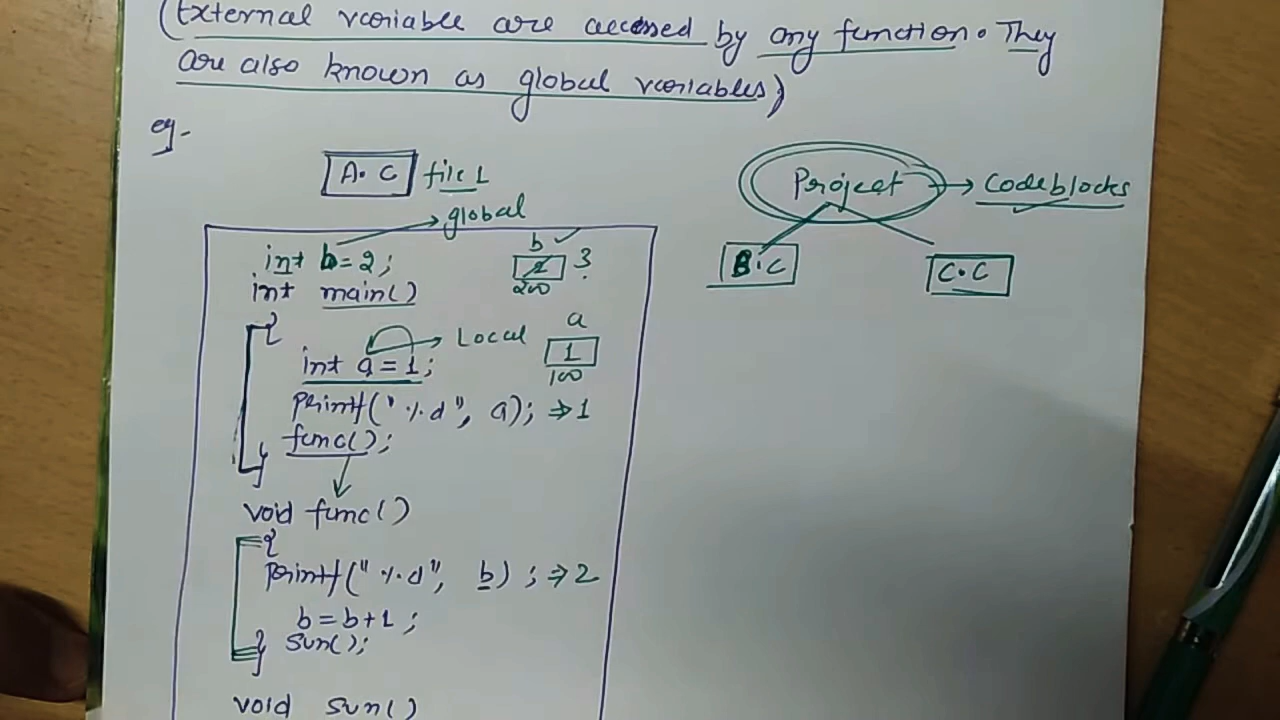 (External variable are accessed by any function. They
are also known as global variables)
eg-
A.C file 1
global
int b=2;
b
2 3
200
int main()
{
int a=1;
Local
a
1
100
printf("%d", a); ⇒1
func();
}
void func()
{
printf("%d", b); ⇒2
b=b+1;
sun();
}
void sun()
Project → Codeblocks
B.C
C.C